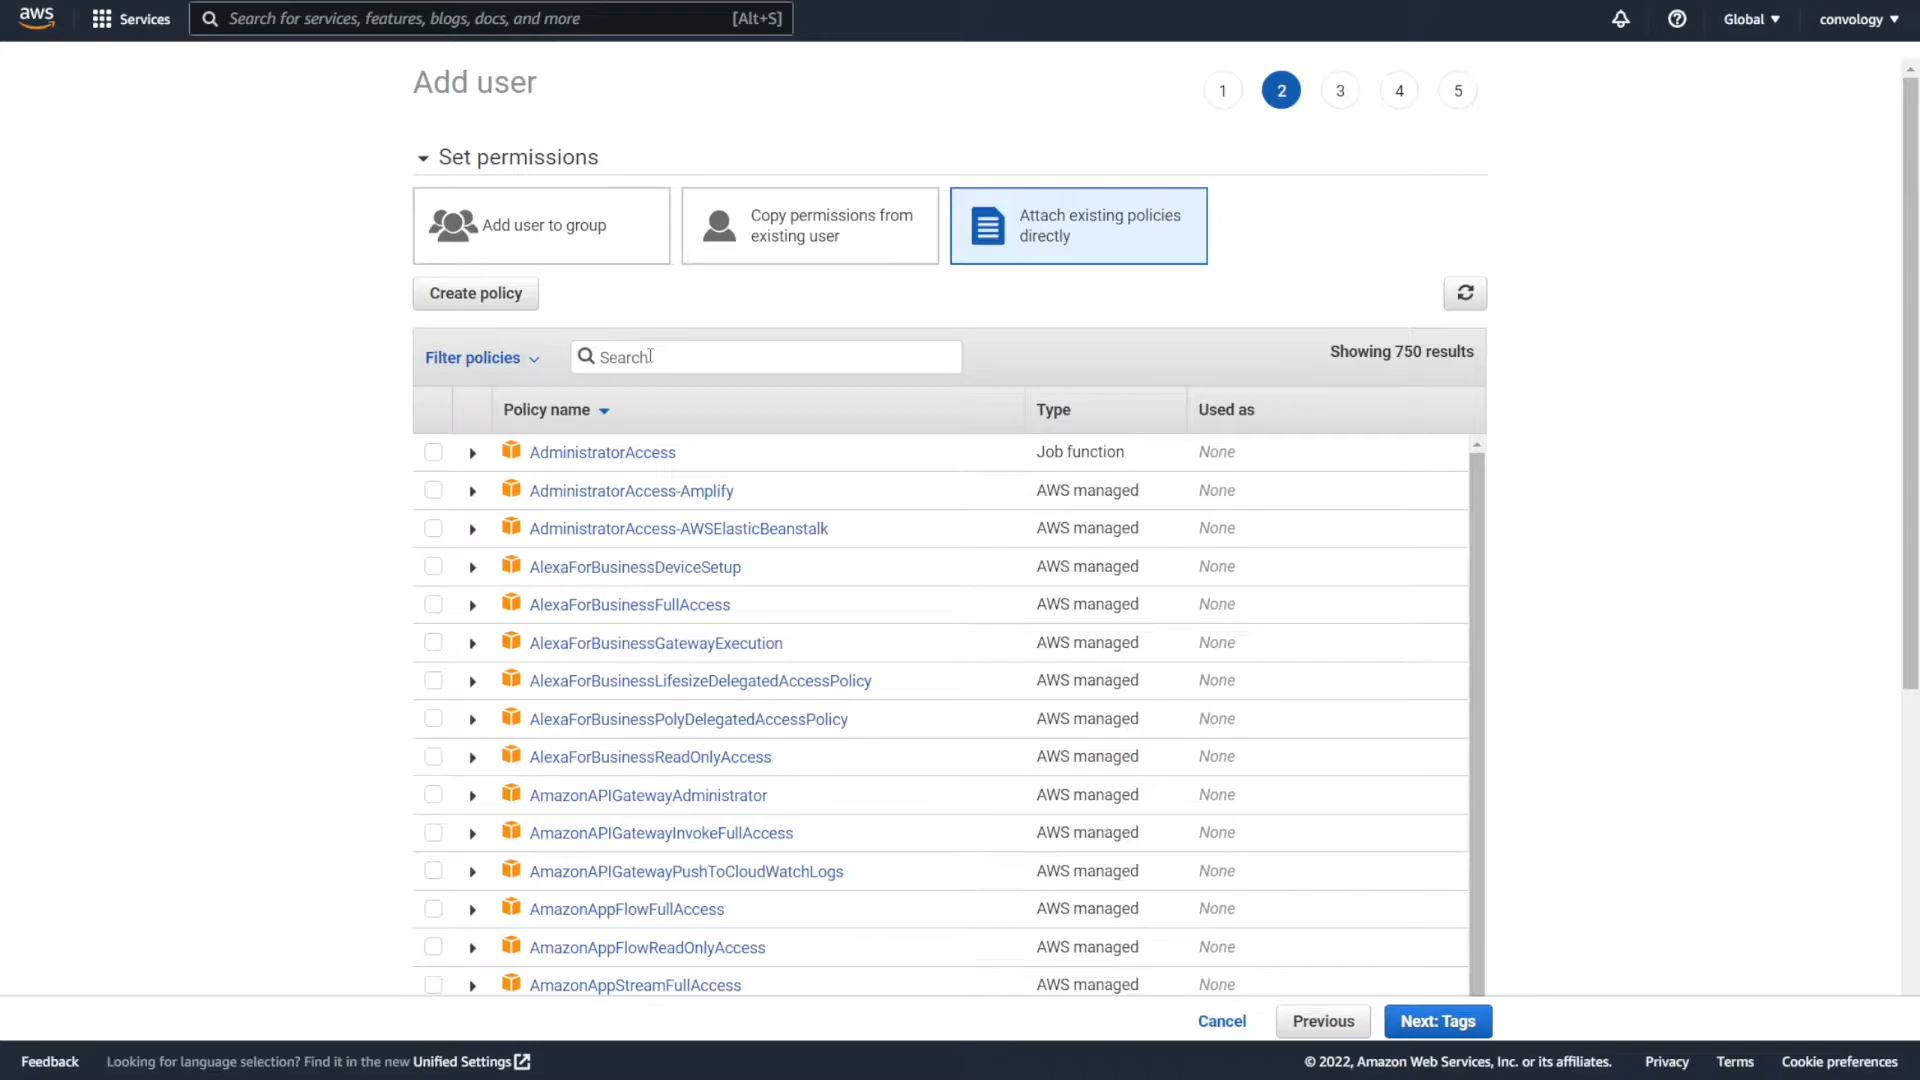 aws Services Search for services, features, blogs, docs, and more [Alt+S] Global convology
Add user 1 2 3 4 5
Set permissions
Add user to group
Copy permissions from
existing user
Attach existing policies
directly
Create policy
Filter policies Search Showing 750 results
Policy name Type Used as
AdministratorAccess Job function None
AdministratorAccess-Amplify AWS managed None
AdministratorAccess-AWSElasticBeanstalk AWS managed None
AlexaForBusinessDeviceSetup AWS managed None
AlexaForBusinessFullAccess AWS managed None
AlexaForBusinessGatewayExecution AWS managed None
AlexaForBusinessLifesizeDelegatedAccessPolicy AWS managed None
AlexaForBusinessPolyDelegatedAccessPolicy AWS managed None
AlexaForBusinessReadOnlyAccess AWS managed None
AmazonAPIGatewayAdministrator AWS managed None
AmazonAPIGatewayInvokeFullAccess AWS managed None
AmazonAPIGatewayPushToCloudWatchLogs AWS managed None
AmazonAppFlowFullAccess AWS managed None
AmazonAppFlowReadOnlyAccess AWS managed None
AmazonAppStreamFullAccess AWS managed None
Cancel Previous Next: Tags
Feedback Looking for language selection? Find it in the new Unified Settings © 2022, Amazon Web Services, Inc. or its affiliates. Privacy Terms Cookie preferences